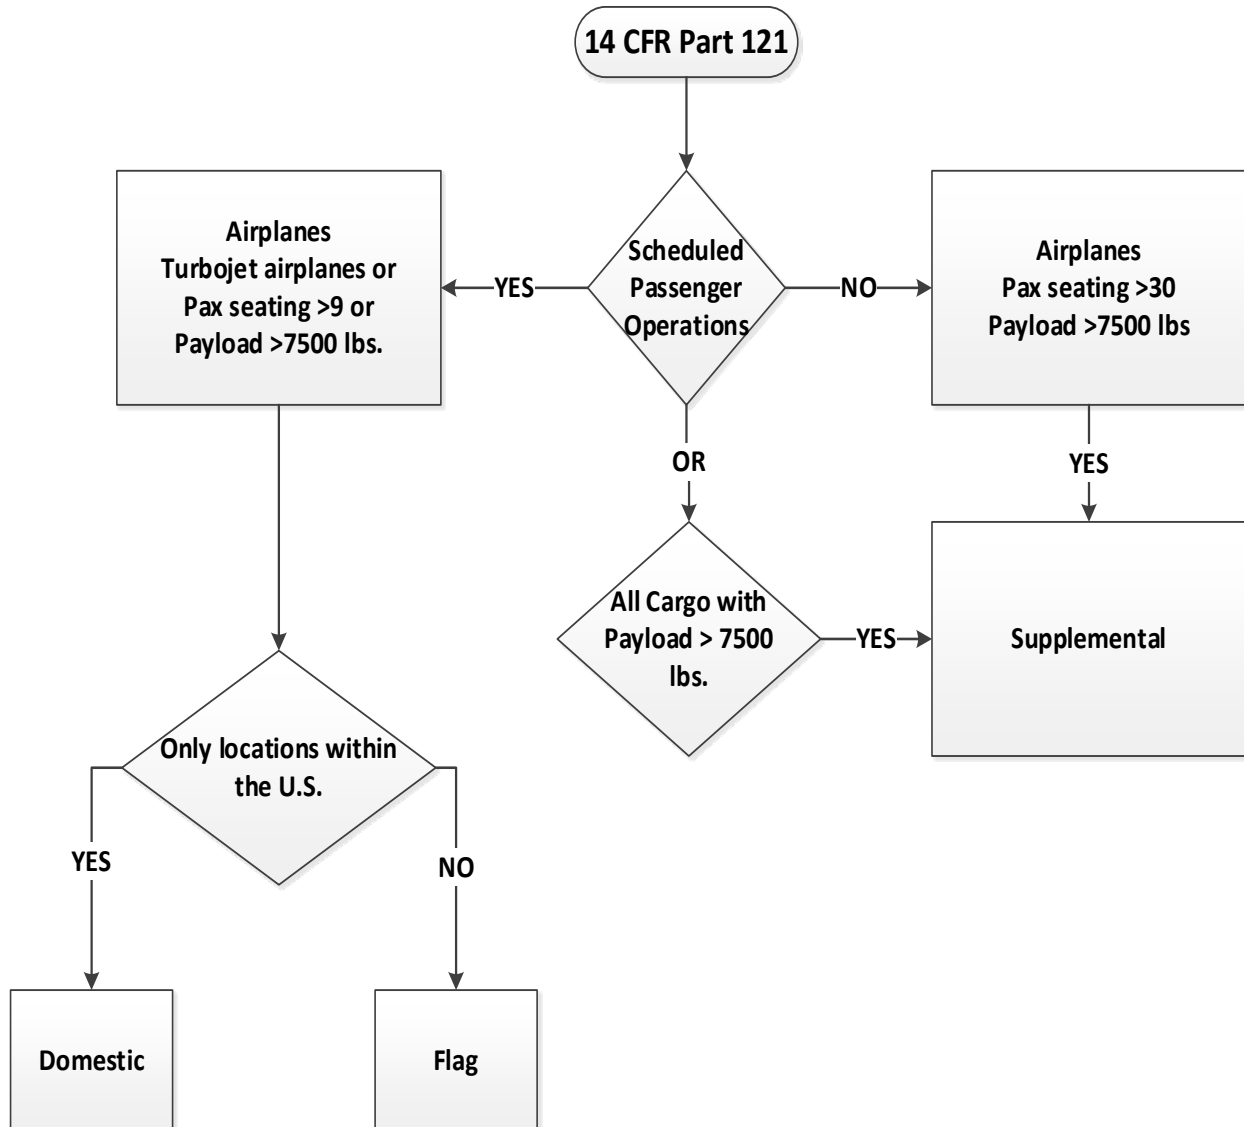 14 CFR Part 121
Airplanes
Turbojet airplanes or
Pax seating >9 or
Payload >7500 lbs.
YES
Scheduled
Passenger
Operations
NO
Airplanes
Pax seating >30
Payload >7500 lbs
OR
YES
All Cargo with
Payload > 7500
lbs.
YES
Supplemental
Only locations within
the U.S.
YES
NO
Domestic
Flag